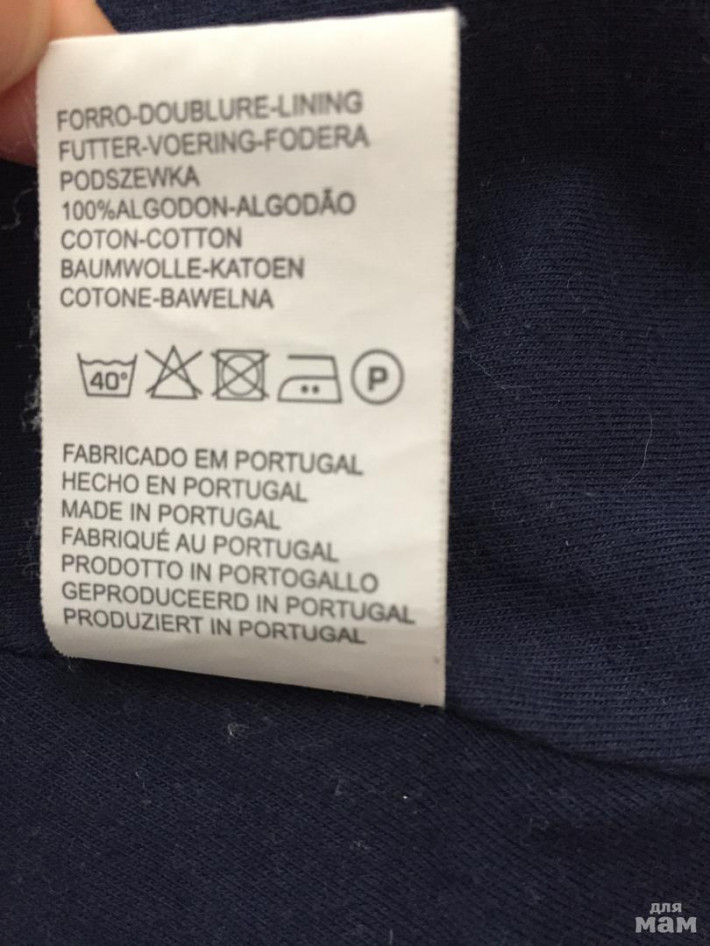 FORRO-DOUBLURE-LINING
FUTTER-VOERING-FODERA
PODSZEWKA
100%ALGODON-ALGODÃO
COTON-COTTON
BAUMWOLLE-KATOEN
COTONE-BAWELNA
40° P
FABRICADO EM PORTUGAL
HECHO EN PORTUGAL
MADE IN PORTUGAL
FABRIQUÉ AU PORTUGAL
PRODOTTO IN PORTOGALLO
GEPRODUCEERD IN PORTUGAL
PRODUZIERT IN PORTUGAL
для
мам